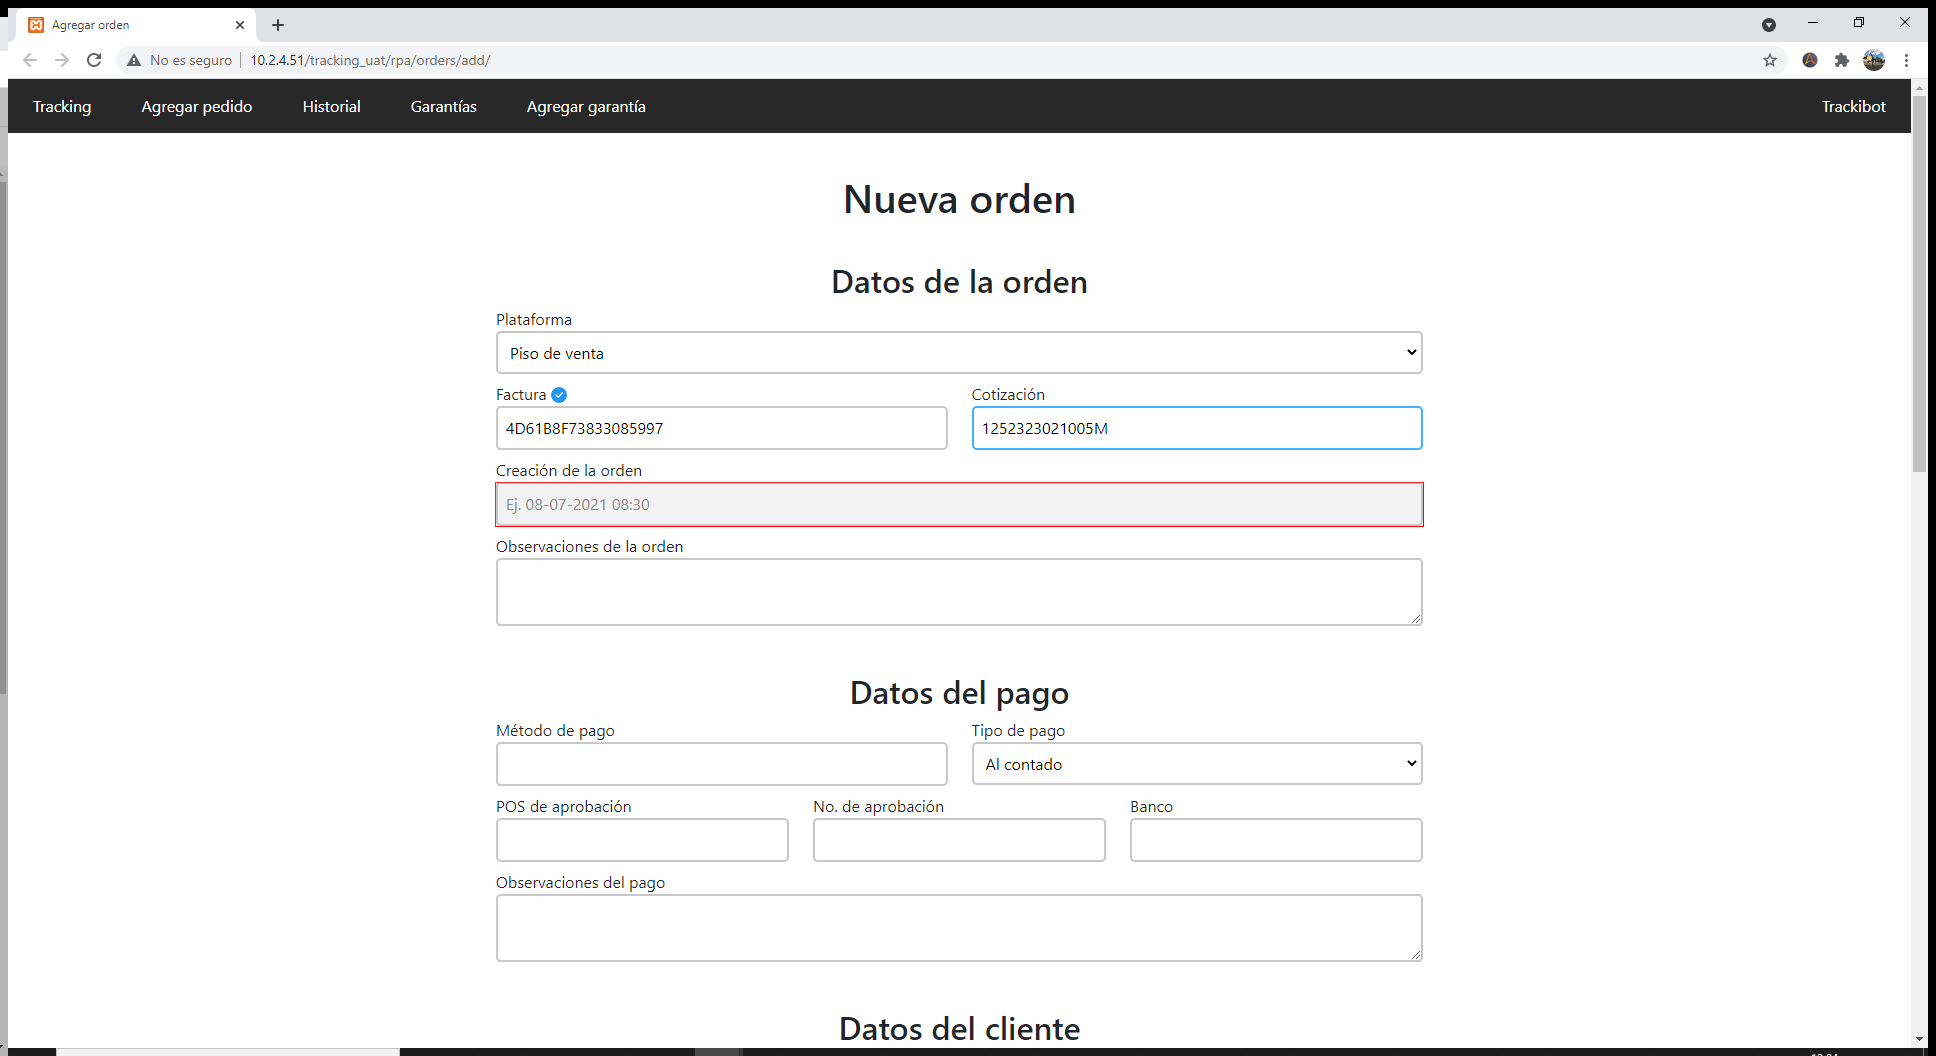 Agregar orden
No es seguro | 10.2.4.51/tracking_uat/rpa/orders/add/
Tracking Agregar pedido Historial Garantías Agregar garantía Trackibot
Nueva orden
Datos de la orden
Plataforma
Piso de venta
Factura Cotización
4D61B8F73833085997 1252323021005M
Creación de la orden
Ej. 08-07-2021 08:30
Observaciones de la orden
Datos del pago
Método de pago Tipo de pago
Al contado
POS de aprobación No. de aprobación Banco
Observaciones del pago
Datos del cliente